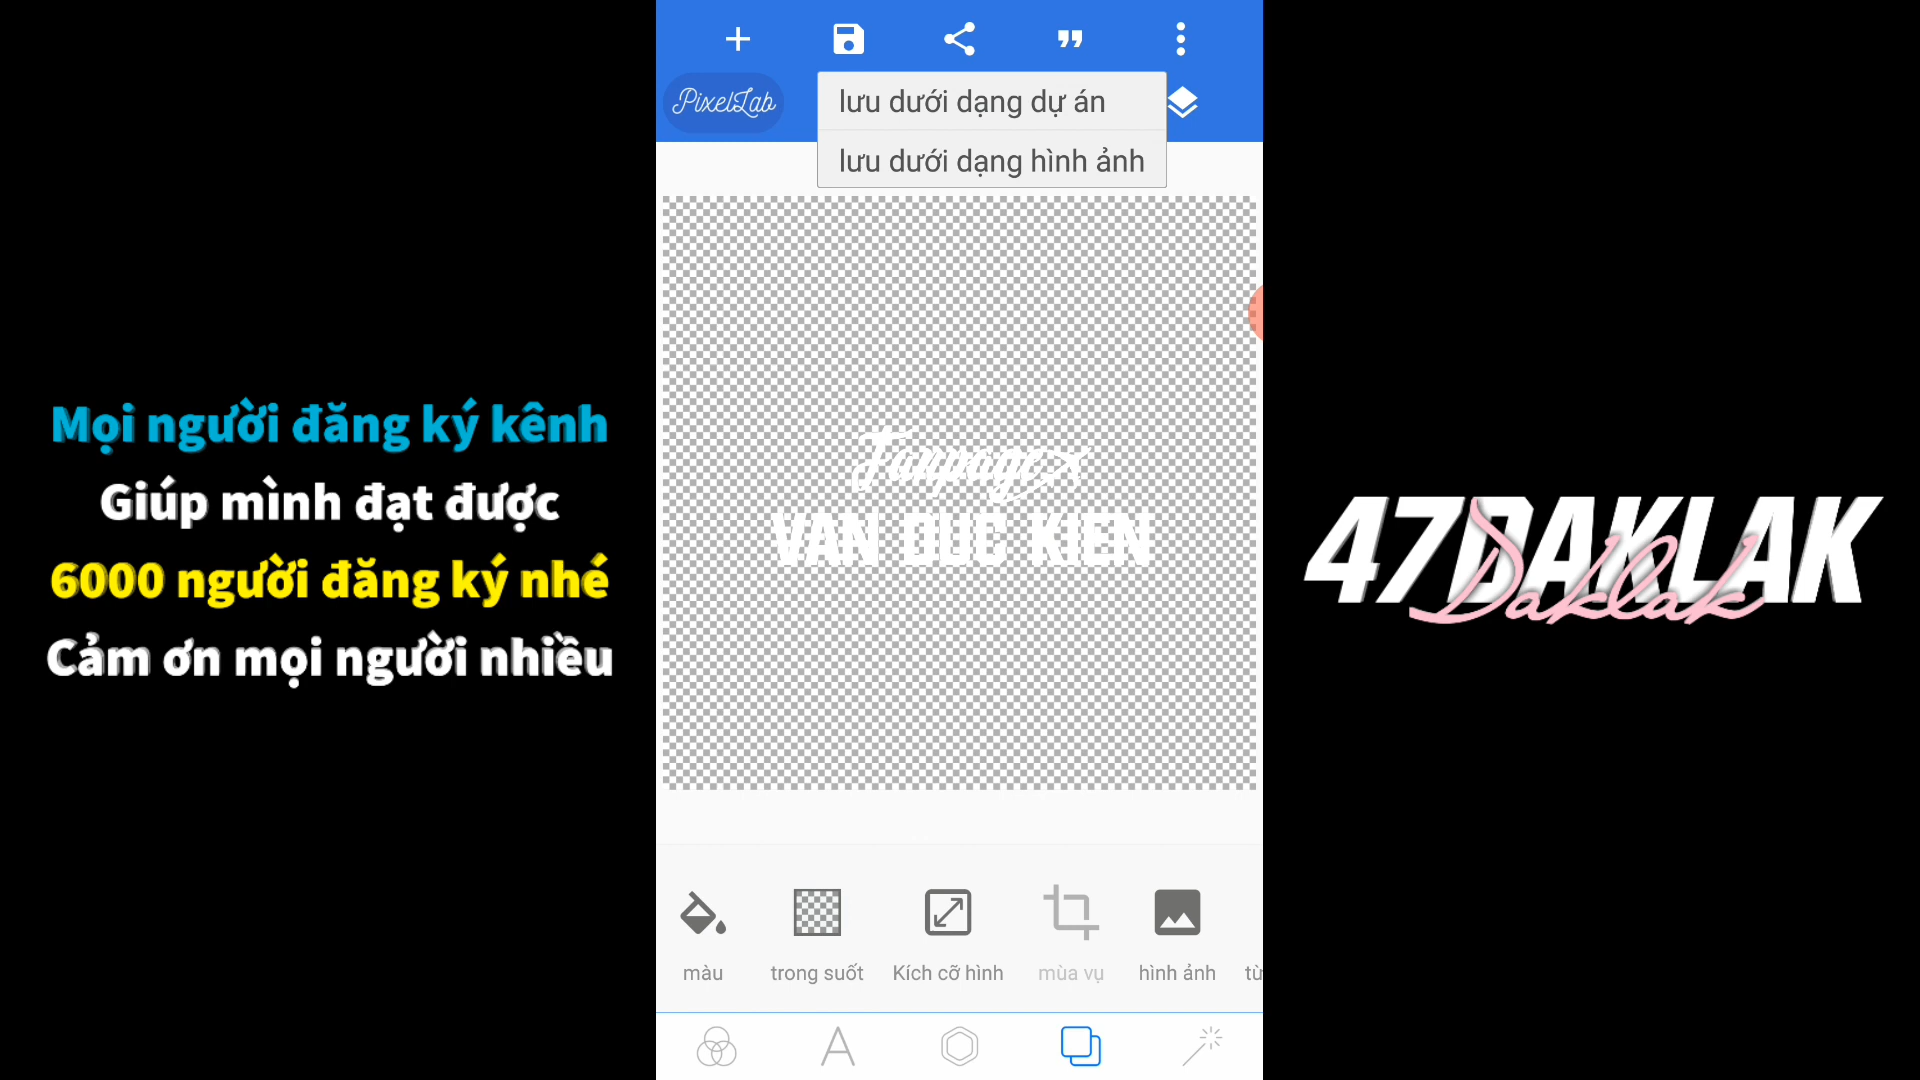 Mọi người đăng ký kênh
Giúp mình đạt được
6000 người đăng ký nhé
Cảm ơn mọi người nhiều
PixelLab
lưu dưới dạng dự án
lưu dưới dạng hình ảnh
Fanpage
VAN DUC KIEN
màu
trong suốt
Kích cỡ hình
mùa vụ
hình ảnh
từ
47DAKLAK
Daklak